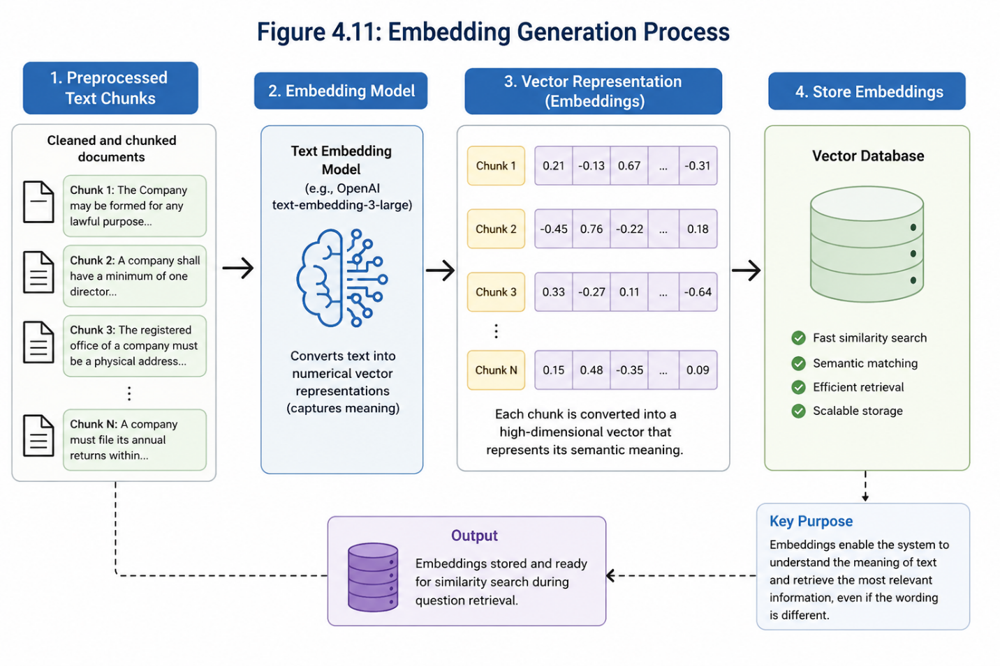 Figure 4.11: Embedding Generation Process
1. Preprocessed
Text Chunks
Cleaned and chunked
documents
Chunk 1: The Company
may be formed for any
lawful purpose...
Chunk 2: A company shall
have a minimum of one
director...
Chunk 3: The registered
office of a company must
be a physical address...
⋮
Chunk N: A company
must file its annual
returns within...
2. Embedding Model
Text Embedding
Model
(e.g., OpenAI
text-embedding-3-large)
Converts text into
numerical vector
representations
(captures meaning)
3. Vector Representation
(Embeddings)
Chunk 1 0.21 -0.13 0.67 ... -0.31
Chunk 2 -0.45 0.76 -0.22 ... 0.18
Chunk 3 0.33 -0.27 0.11 ... -0.64
⋮
Chunk N 0.15 0.48 -0.35 ... 0.09
Each chunk is converted into a
high-dimensional vector that
represents its semantic meaning.
4. Store Embeddings
Vector Database
Fast similarity search
Semantic matching
Efficient retrieval
Scalable storage
Key Purpose
Embeddings enable the system to
understand the meaning of text
and retrieve the most relevant
information, even if the wording
is different.
Output
Embeddings stored and ready
for similarity search during
question retrieval.